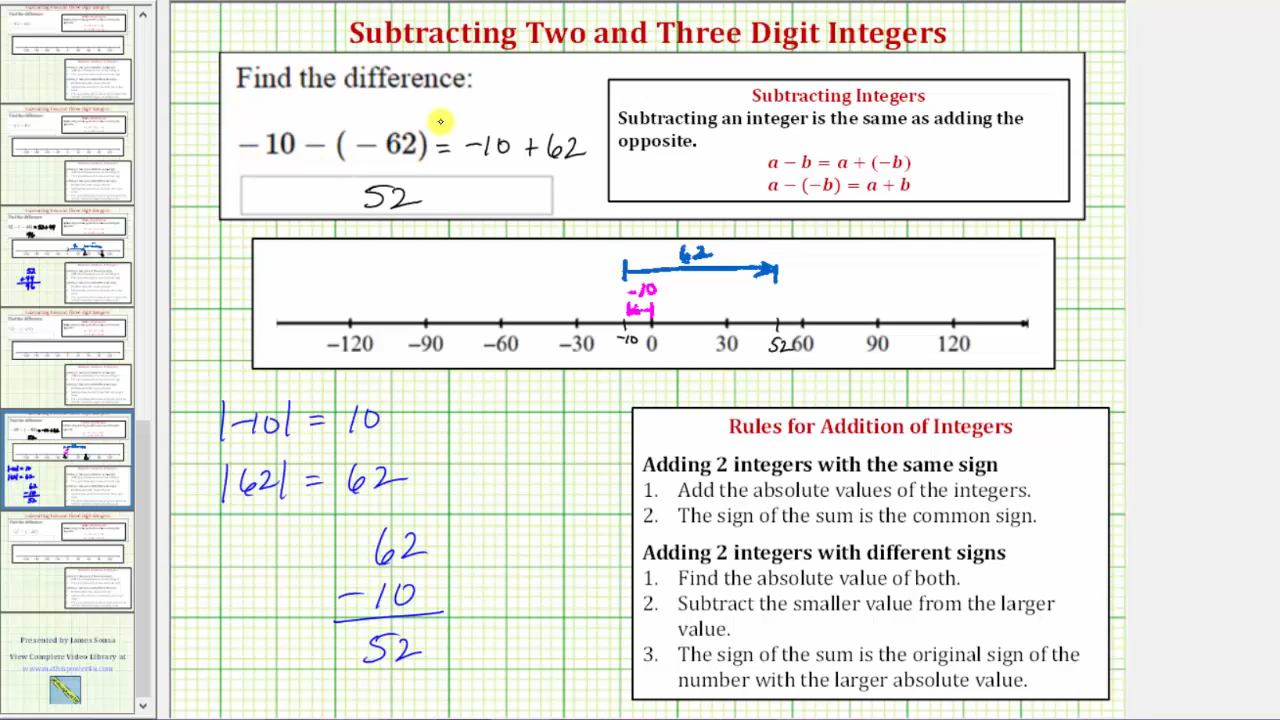 Subtracting Two and Three Digit Integers
Find the difference:
−10 − ( − 62) = −10 + 62
52
Subtracting Integers
Subtracting an integer is the same as adding the
opposite.
a − b = a + (−b)
a − (−b) = a + b
62
−10
−120 −90 −60 −30 −10 0 30 52 60 90 120
|−10| = 10
|62| = 62
62
−10
52
Rules for Addition of Integers
Adding 2 integers with the same sign
1. Add the absolute values of the integers.
2. The sign of the sum is the common sign.
Adding 2 integers with different signs
1. Find the absolute value of both.
2. Subtract the smaller value from the larger
value.
3. The sign of the sum is the original sign of the
number with the larger absolute value.
Presented by James Sousa
View Complete Video Library at
www.mathispower4u.com